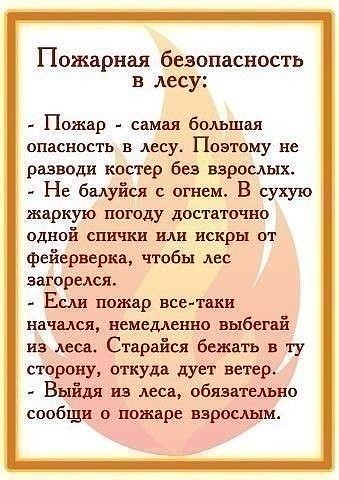 Пожарная безопасность
в лесу:
- Пожар - самая большая
опасность в лесу. Поэтому не
разводи костер без взрослых.
- Не балуйся с огнем. В сухую
жаркую погоду достаточно
одной спички или искры от
фейерверка, чтобы лес
загорелся.
- Если пожар все-таки
начался, немедленно выбегай
из леса. Старайся бежать в ту
сторону, откуда дует ветер.
- Выйдя из леса, обязательно
сообщи о пожаре взрослым.